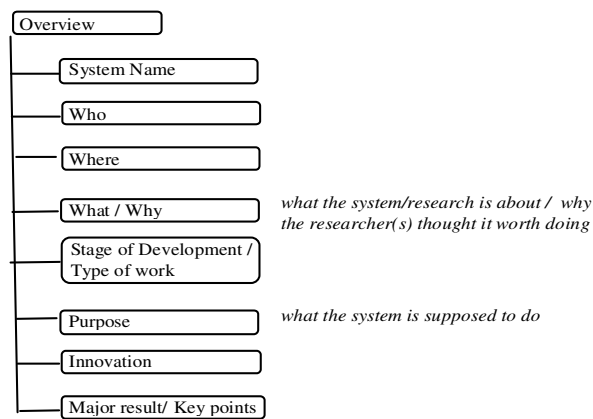 Overview
System Name
Who
Where
What / Why
what the system/research is about / why
the researcher(s) thought it worth doing
Stage of Development /
Type of work
Purpose
what the system is supposed to do
Innovation
Major result/ Key points